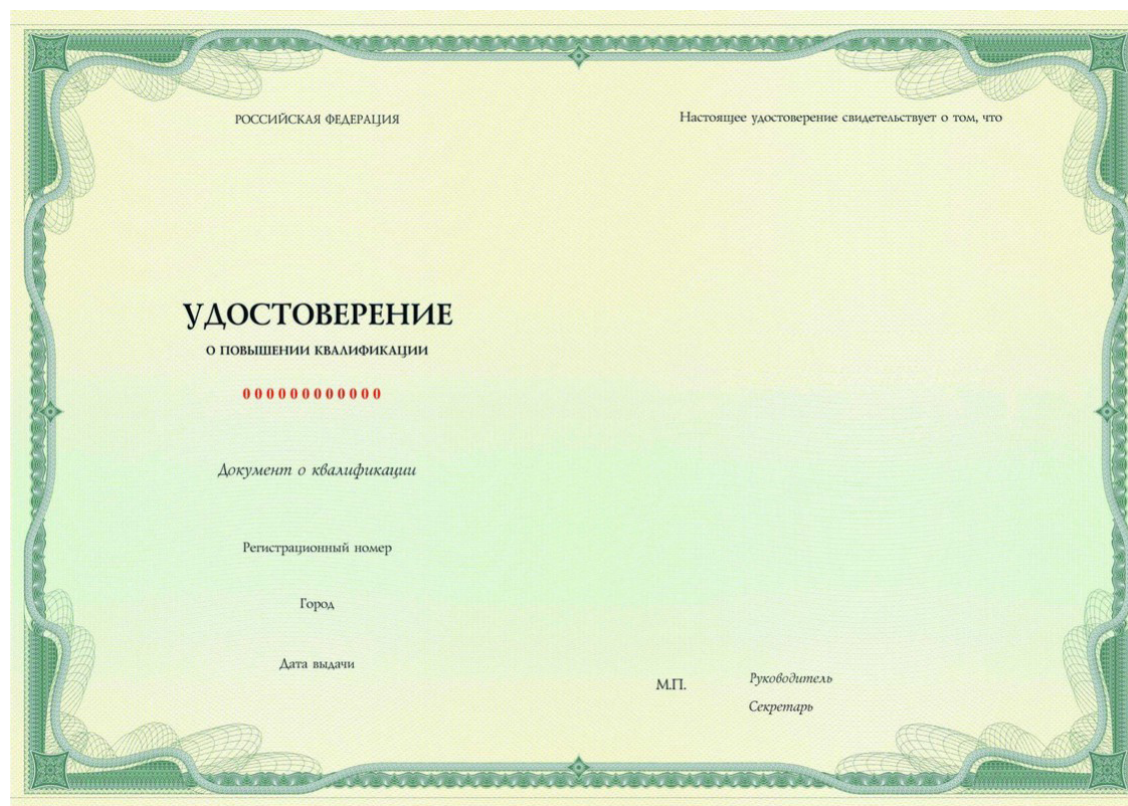 РОССИЙСКАЯ ФЕДЕРАЦИЯ
УДОСТОВЕРЕНИЕ
О ПОВЫШЕНИИ КВАЛИФИКАЦИИ
000000000000
Документ о квалификации
Регистрационный номер
Город
Дата выдачи
Настоящее удостоверение свидетельствует о том, что
М.П.
Руководитель
Секретарь